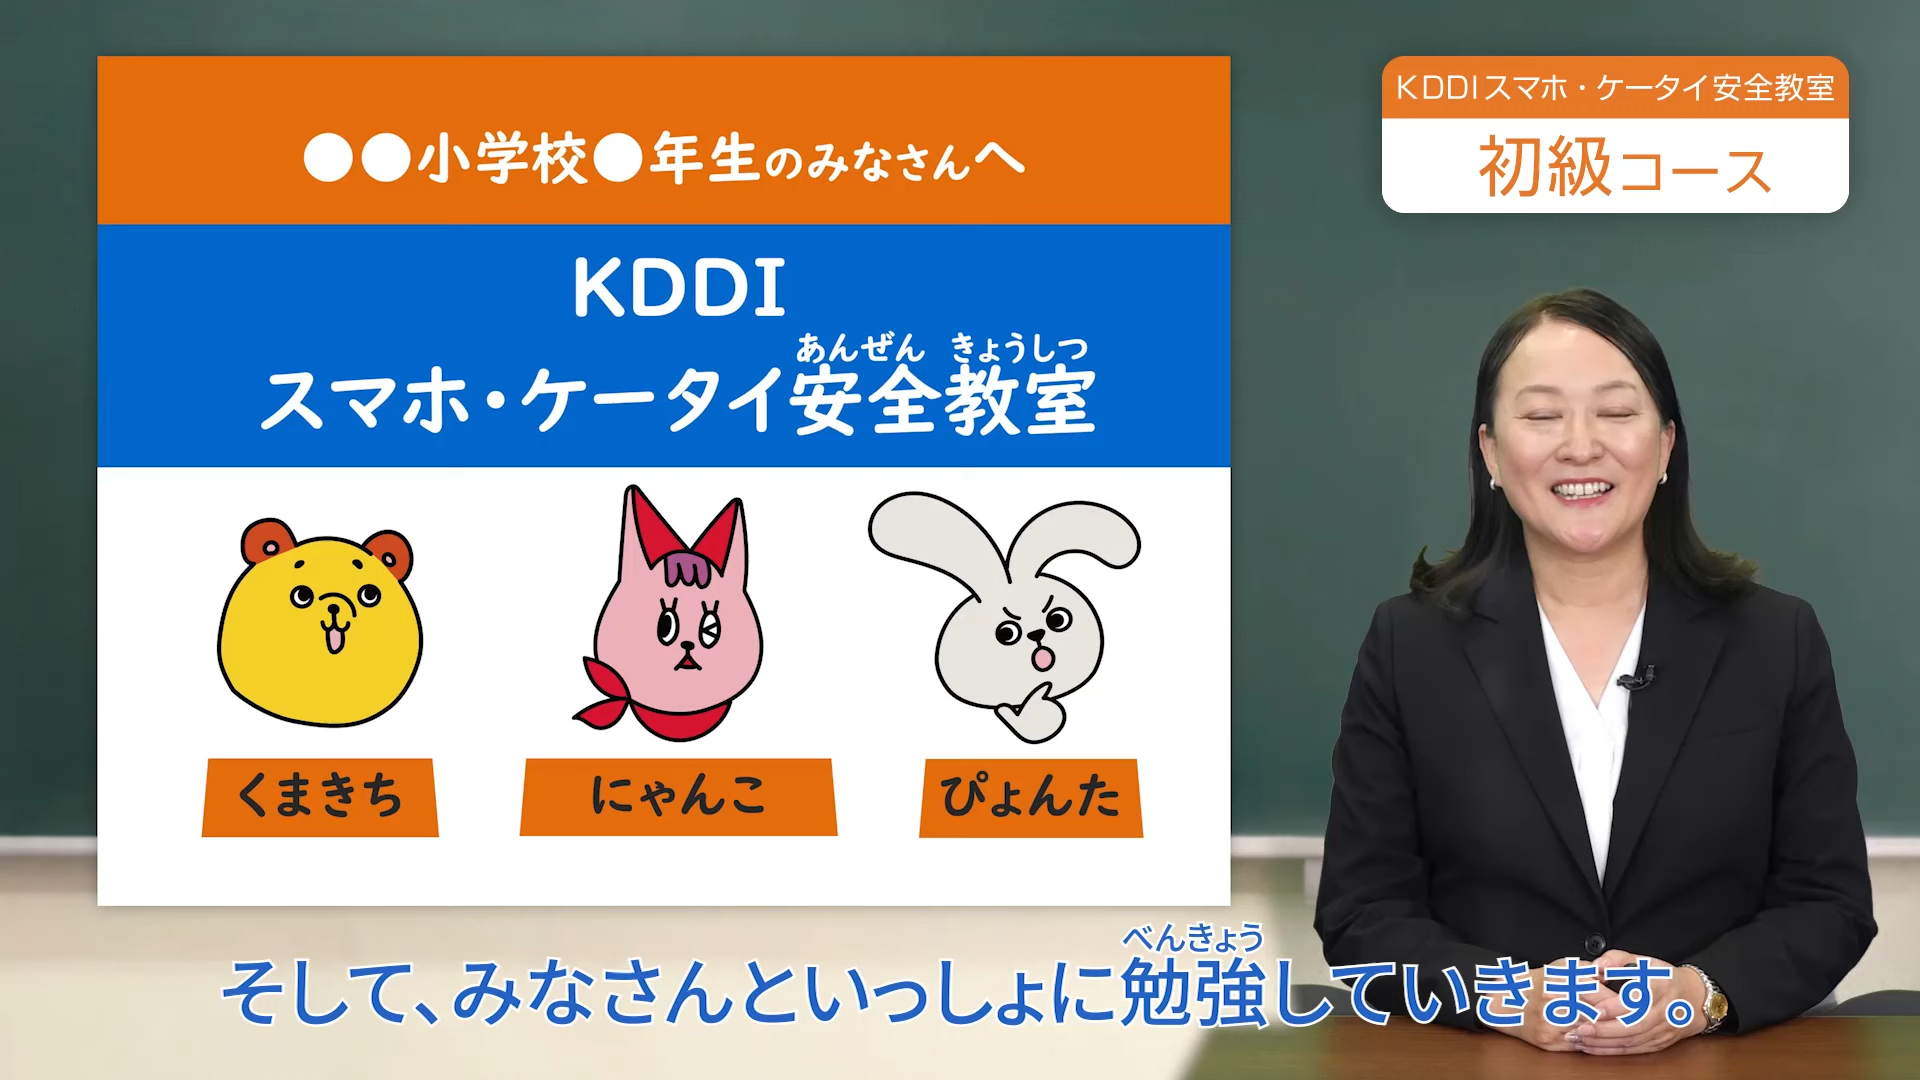 ●●小学校●年生のみなさんへ
KDDI
あんぜん きょうしつ
スマホ・ケータイ安全教室
くまきち
にゃんこ
ぴょんた
KDDIスマホ・ケータイ安全教室
初級コース
べんきょう
そして、みなさんといっしょに勉強していきます。